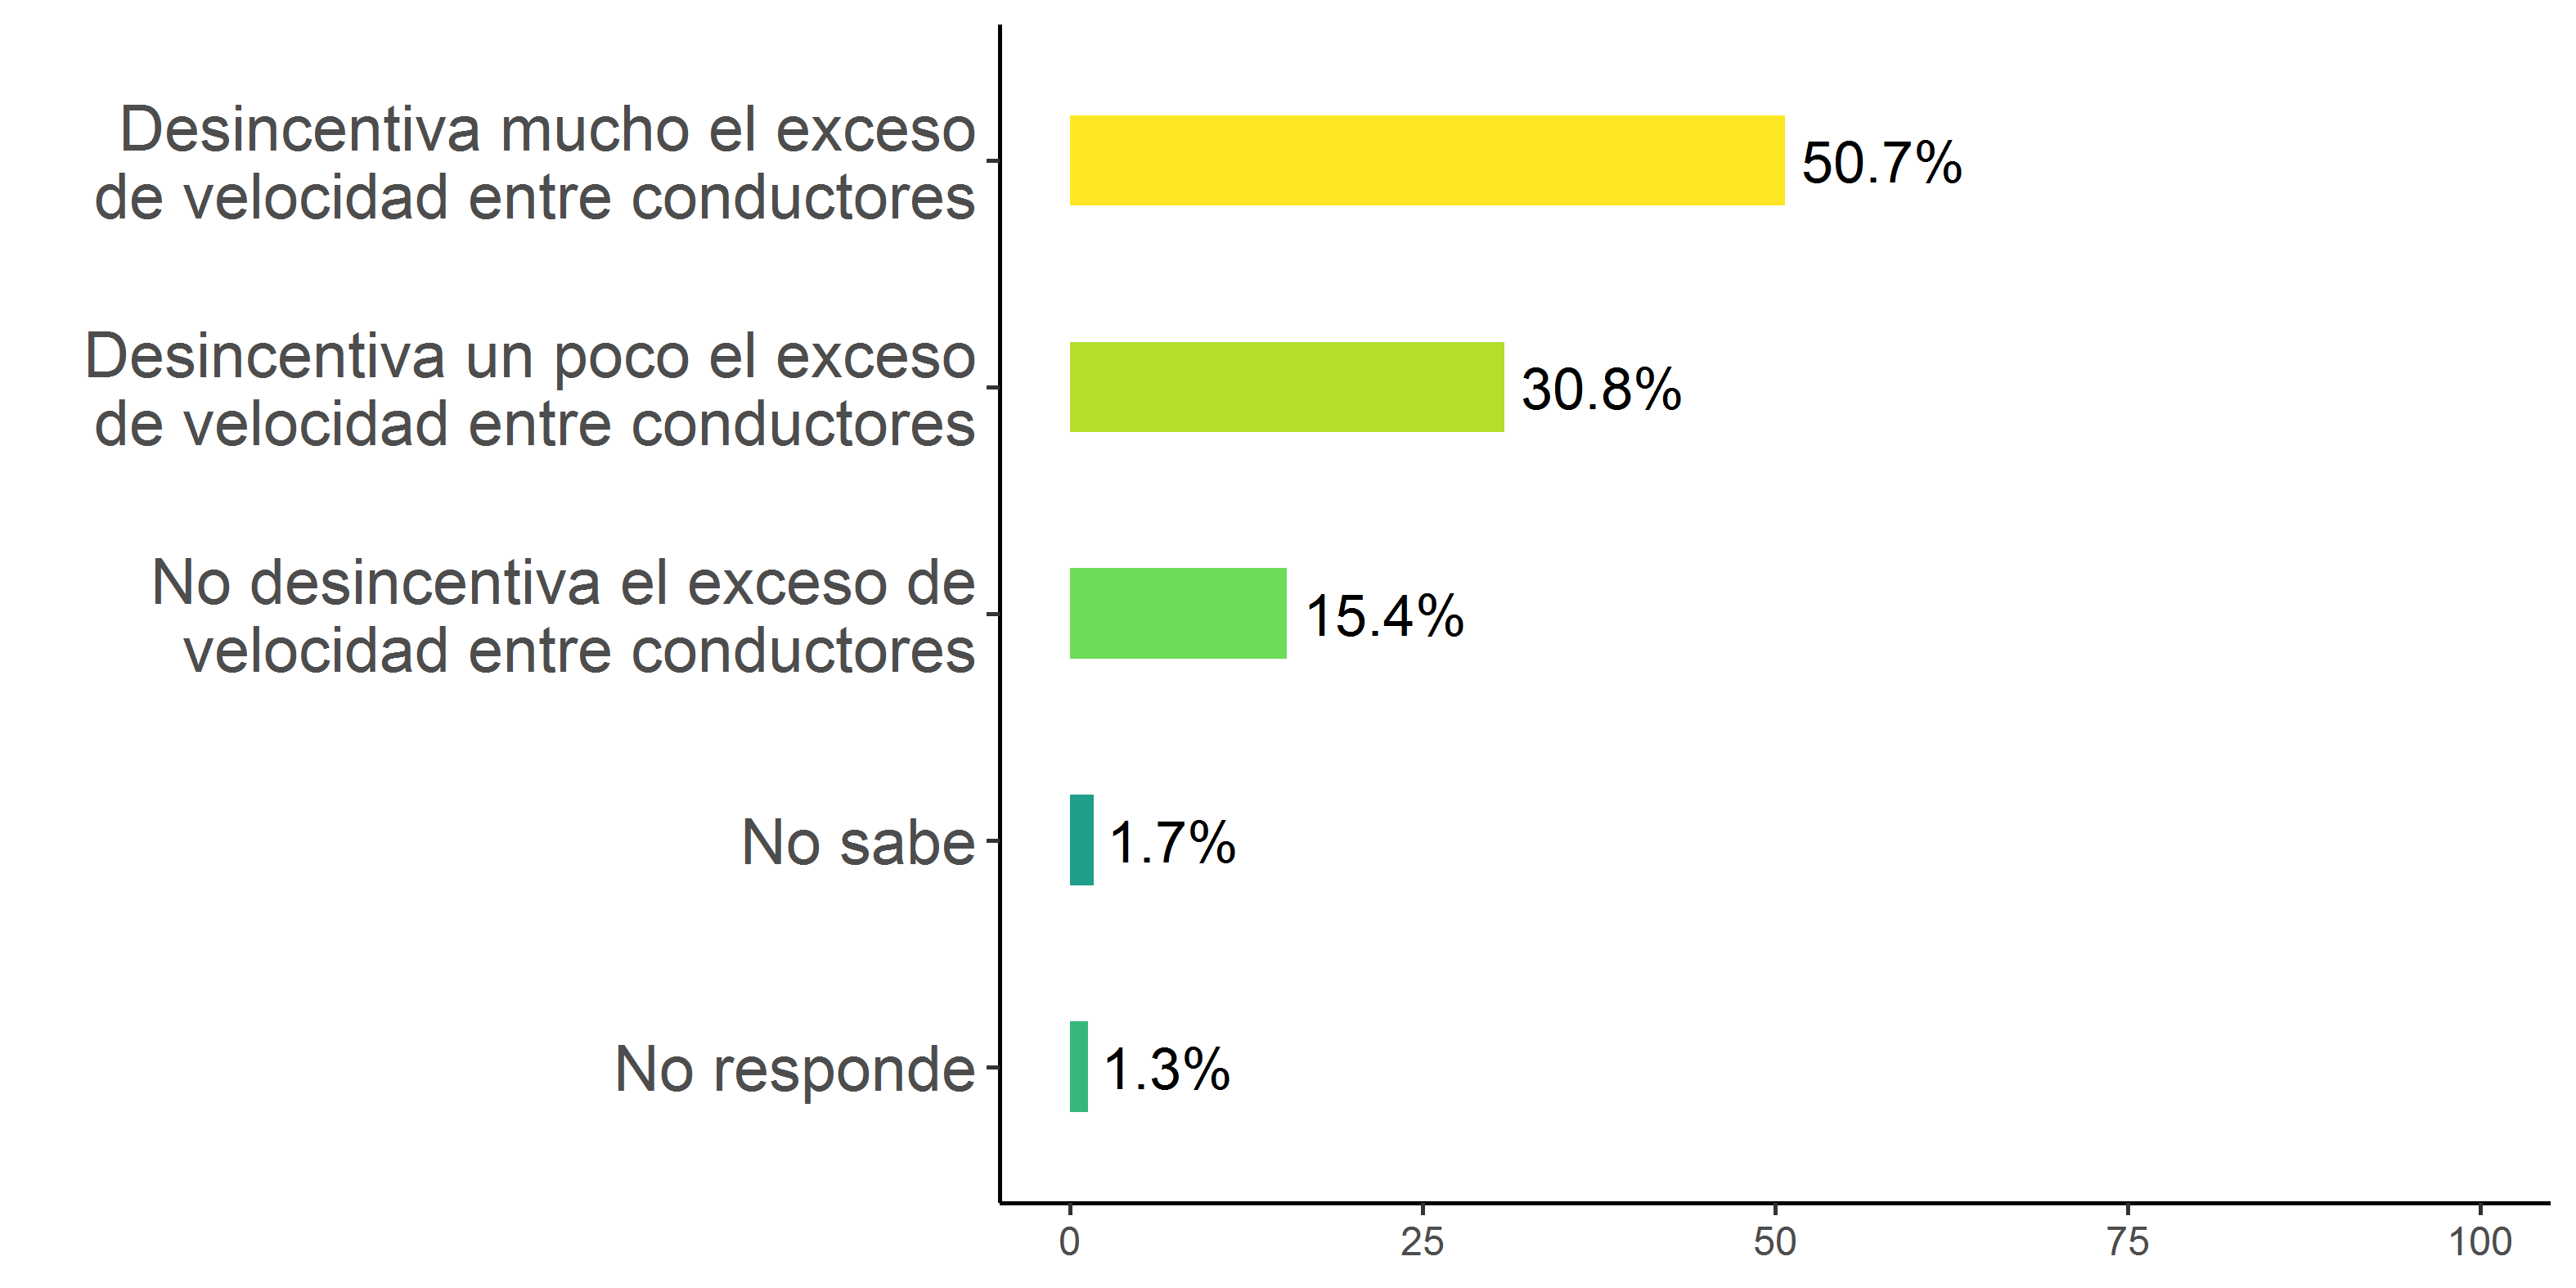 Desincentiva mucho el exceso
de velocidad entre conductores
50.7%
Desincentiva un poco el exceso
de velocidad entre conductores
30.8%
No desincentiva el exceso de
velocidad entre conductores
15.4%
No sabe
1.7%
No responde
1.3%
0
25
50
75
100